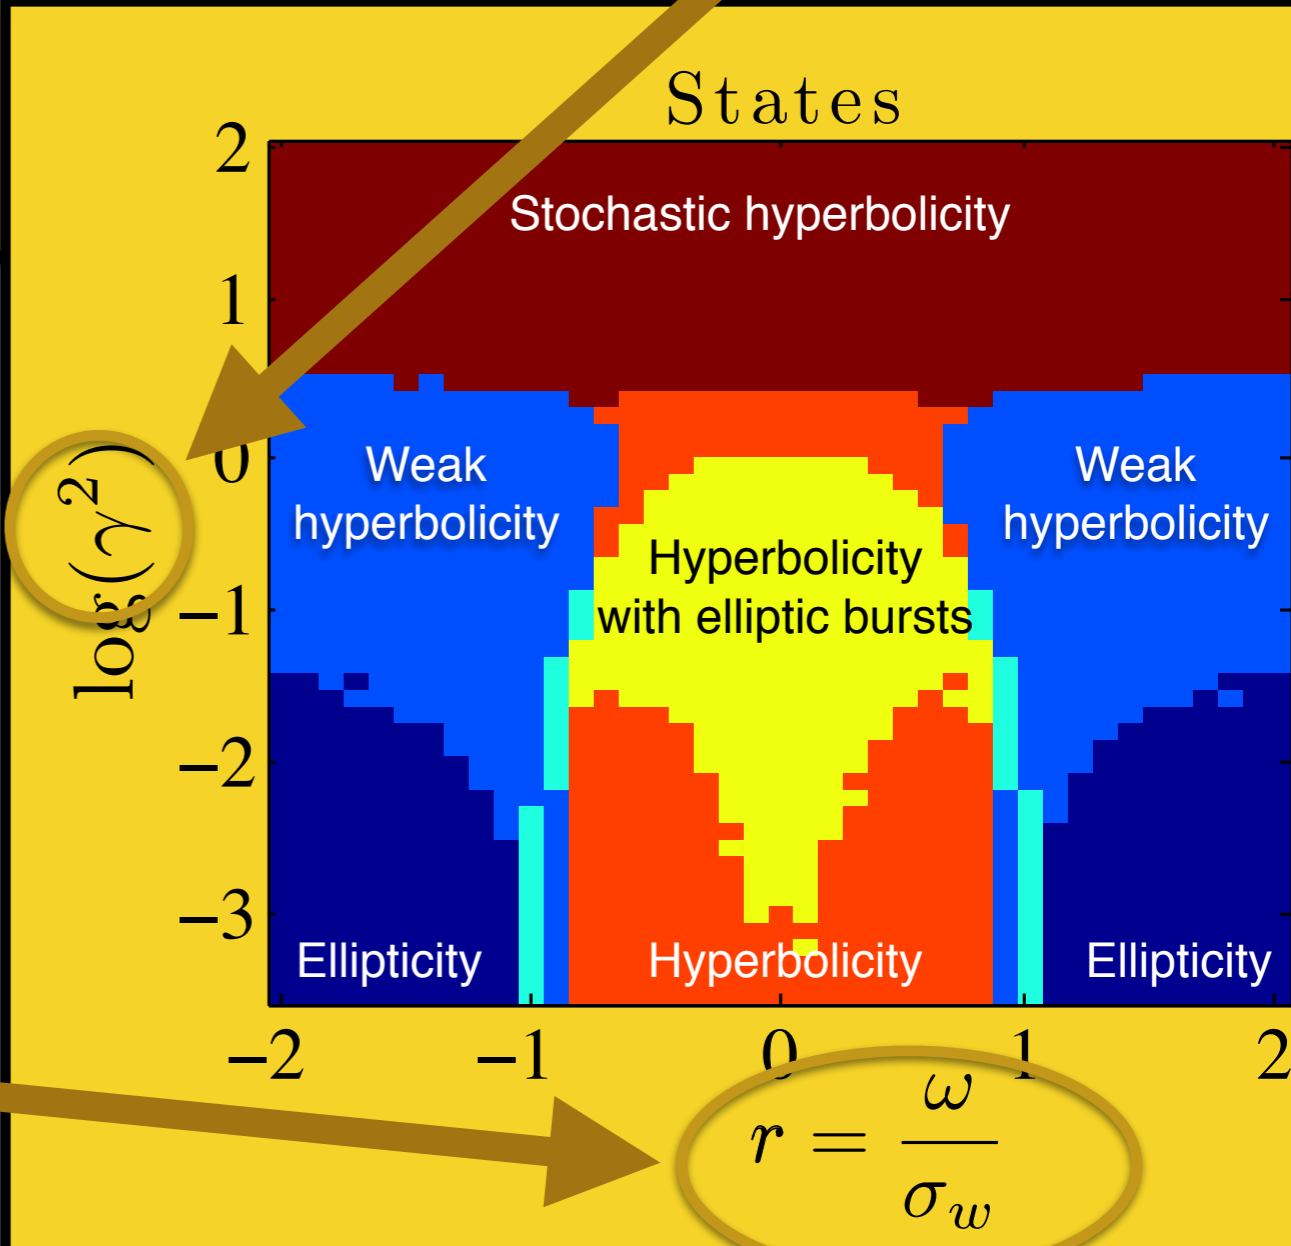 States
2
Stochastic hyperbolicity
1
Weak
hyperbolicity
Weak
hyperbolicity
0
log(γ²)
Hyperbolicity
with elliptic bursts
−1
−2
−3
Ellipticity
Hyperbolicity
Ellipticity
−2 −1 0 1 2
r = ω/σ_w